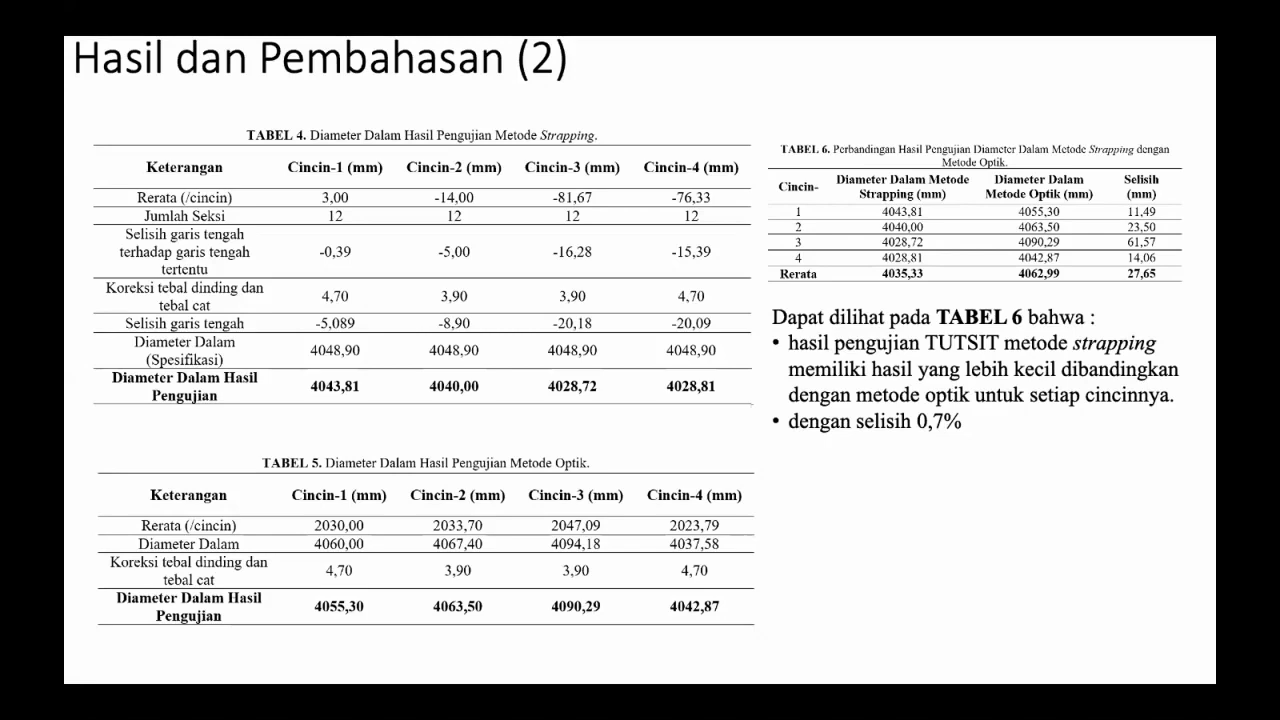 Hasil dan Pembahasan (2)
TABEL 4. Diameter Dalam Hasil Pengujian Metode Strapping.
Keterangan Cincin-1 (mm) Cincin-2 (mm) Cincin-3 (mm) Cincin-4 (mm)
Rerata (/cincin) 3,00 -14,00 -81,67 -76,33
Jumlah Seksi 12 12 12 12
Selisih garis tengah
terhadap garis tengah -0,39 -5,00 -16,28 -15,39
tertentu
Koreksi tebal dinding dan
tebal cat 4,70 3,90 3,90 4,70
Selisih garis tengah -5,089 -8,90 -20,18 -20,09
Diameter Dalam
(Spesifikasi) 4048,90 4048,90 4048,90 4048,90
Diameter Dalam Hasil
Pengujian 4043,81 4040,00 4028,72 4028,81
TABEL 5. Diameter Dalam Hasil Pengujian Metode Optik.
Keterangan Cincin-1 (mm) Cincin-2 (mm) Cincin-3 (mm) Cincin-4 (mm)
Rerata (/cincin) 2030,00 2033,70 2047,09 2023,79
Diameter Dalam 4060,00 4067,40 4094,18 4037,58
Koreksi tebal dinding dan
tebal cat 4,70 3,90 3,90 4,70
Diameter Dalam Hasil
Pengujian 4055,30 4063,50 4090,29 4042,87
TABEL 6. Perbandingan Hasil Pengujian Diameter Dalam Metode Strapping dengan
Metode Optik.
Cincin- Diameter Dalam Metode Diameter Dalam Selisih
Strapping (mm) Metode Optik (mm) (mm)
1 4043,81 4055,30 11,49
2 4040,00 4063,50 23,50
3 4028,72 4090,29 61,57
4 4028,81 4042,87 14,06
Rerata 4035,33 4062,99 27,65
Dapat dilihat pada TABEL 6 bahwa :
• hasil pengujian TUTSIT metode strapping
memiliki hasil yang lebih kecil dibandingkan
dengan metode optik untuk setiap cincinnya.
• dengan selisih 0,7%